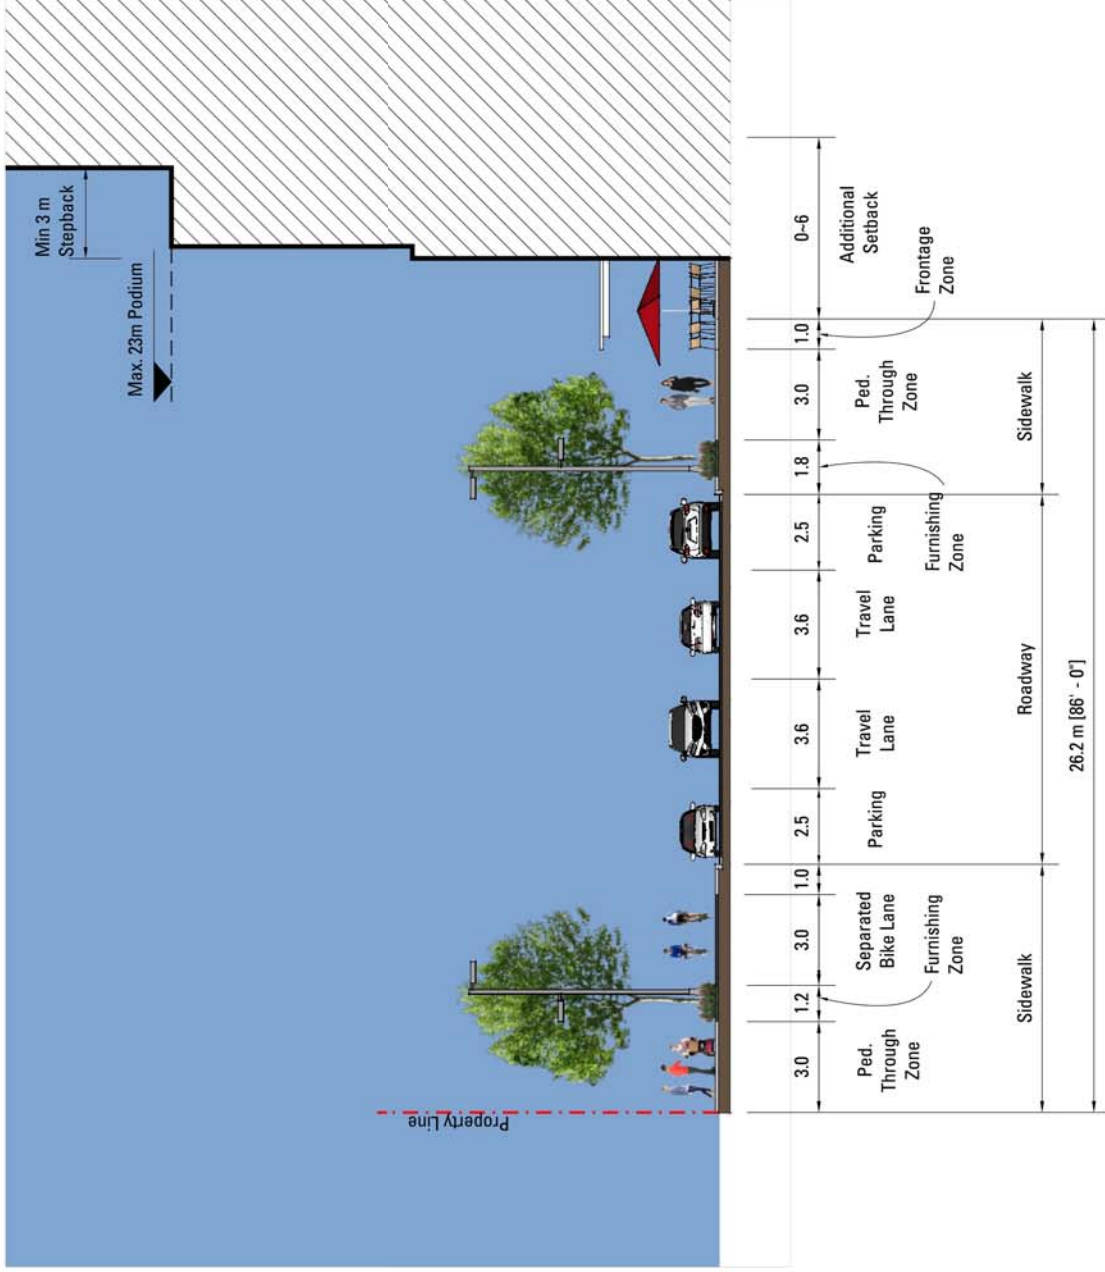 Min 3 m
Stepback
Max. 23m Podium
Property Line
3.0
1.2
3.0
1.0
2.5
3.6
3.6
2.5
1.8
3.0
1.0
0~6
Ped.
Through
Zone
Separated
Bike Lane
Parking
Travel
Lane
Travel
Lane
Parking
Ped.
Through
Zone
Additional
Setback
Furnishing
Zone
Furnishing
Zone
Frontage
Zone
Sidewalk
Roadway
Sidewalk
26.2 m [86' - 0"]